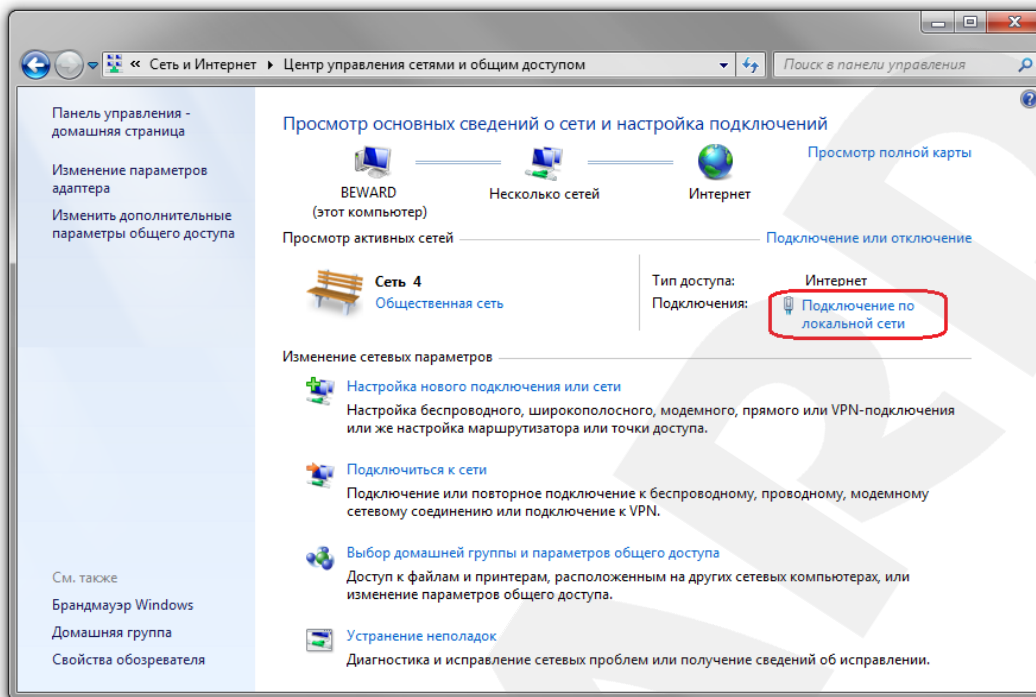 « Сеть и Интернет ▸ Центр управления сетями и общим доступом
Поиск в панели управления
Панель управления -
домашняя страница
Изменение параметров
адаптера
Изменить дополнительные
параметры общего доступа
См. также
Брандмауэр Windows
Домашняя группа
Свойства обозревателя
Просмотр основных сведений о сети и настройка подключений
Просмотр полной карты
BEWARD
(этот компьютер)
Несколько сетей
Интернет
Просмотр активных сетей
Подключение или отключение
Сеть 4
Общественная сеть
Тип доступа: Интернет
Подключения: Подключение по
локальной сети
Изменение сетевых параметров
Настройка нового подключения или сети
Настройка беспроводного, широкополосного, модемного, прямого или VPN-подключения
или же настройка маршрутизатора или точки доступа.
Подключиться к сети
Подключение или повторное подключение к беспроводному, проводному, модемному
сетевому соединению или подключение к VPN.
Выбор домашней группы и параметров общего доступа
Доступ к файлам и принтерам, расположенным на других сетевых компьютерах, или
изменение параметров общего доступа.
Устранение неполадок
Диагностика и исправление сетевых проблем или получение сведений об исправлении.